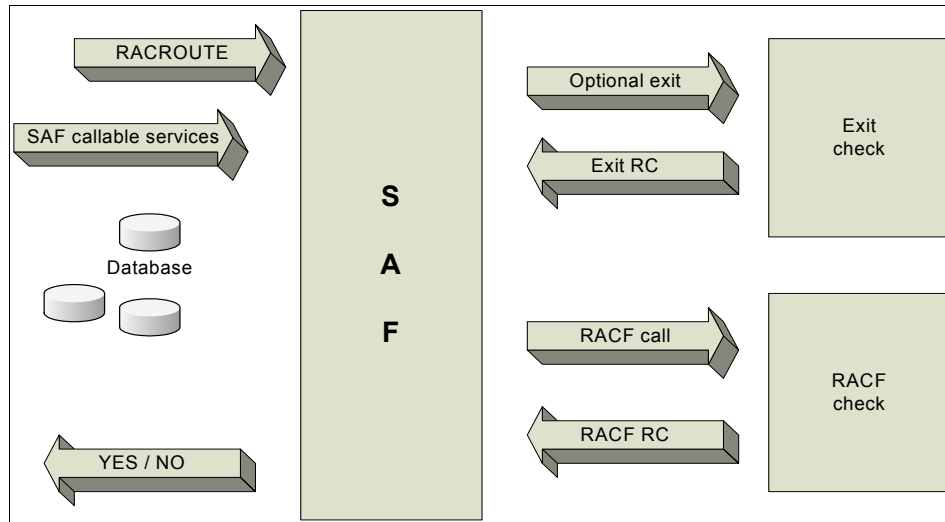 RACROUTE
SAF callable services
Database
YES / NO
S
A
F
Optional exit
Exit RC
Exit
check
RACF call
RACF RC
RACF
check